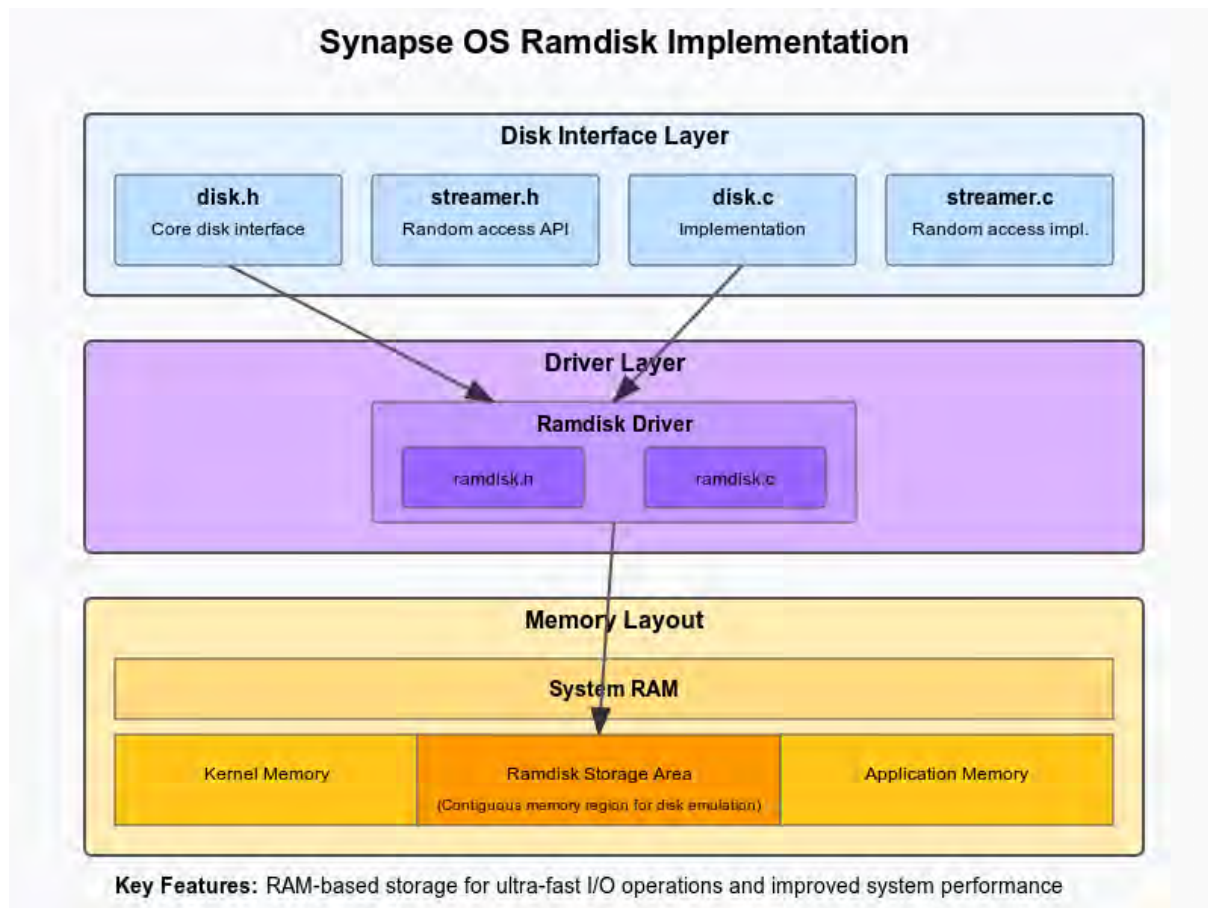 Synapse OS Ramdisk Implementation
Disk Interface Layer
disk.h
Core disk interface
streamer.h
Random access API
disk.c
Implementation
streamer.c
Random access impl.
Driver Layer
Ramdisk Driver
ramdisk.h
ramdisk.c
Memory Layout
System RAM
Kernel Memory
Ramdisk Storage Area
(Contiguous memory region for disk emulation)
Application Memory
Key Features: RAM-based storage for ultra-fast I/O operations and improved system performance